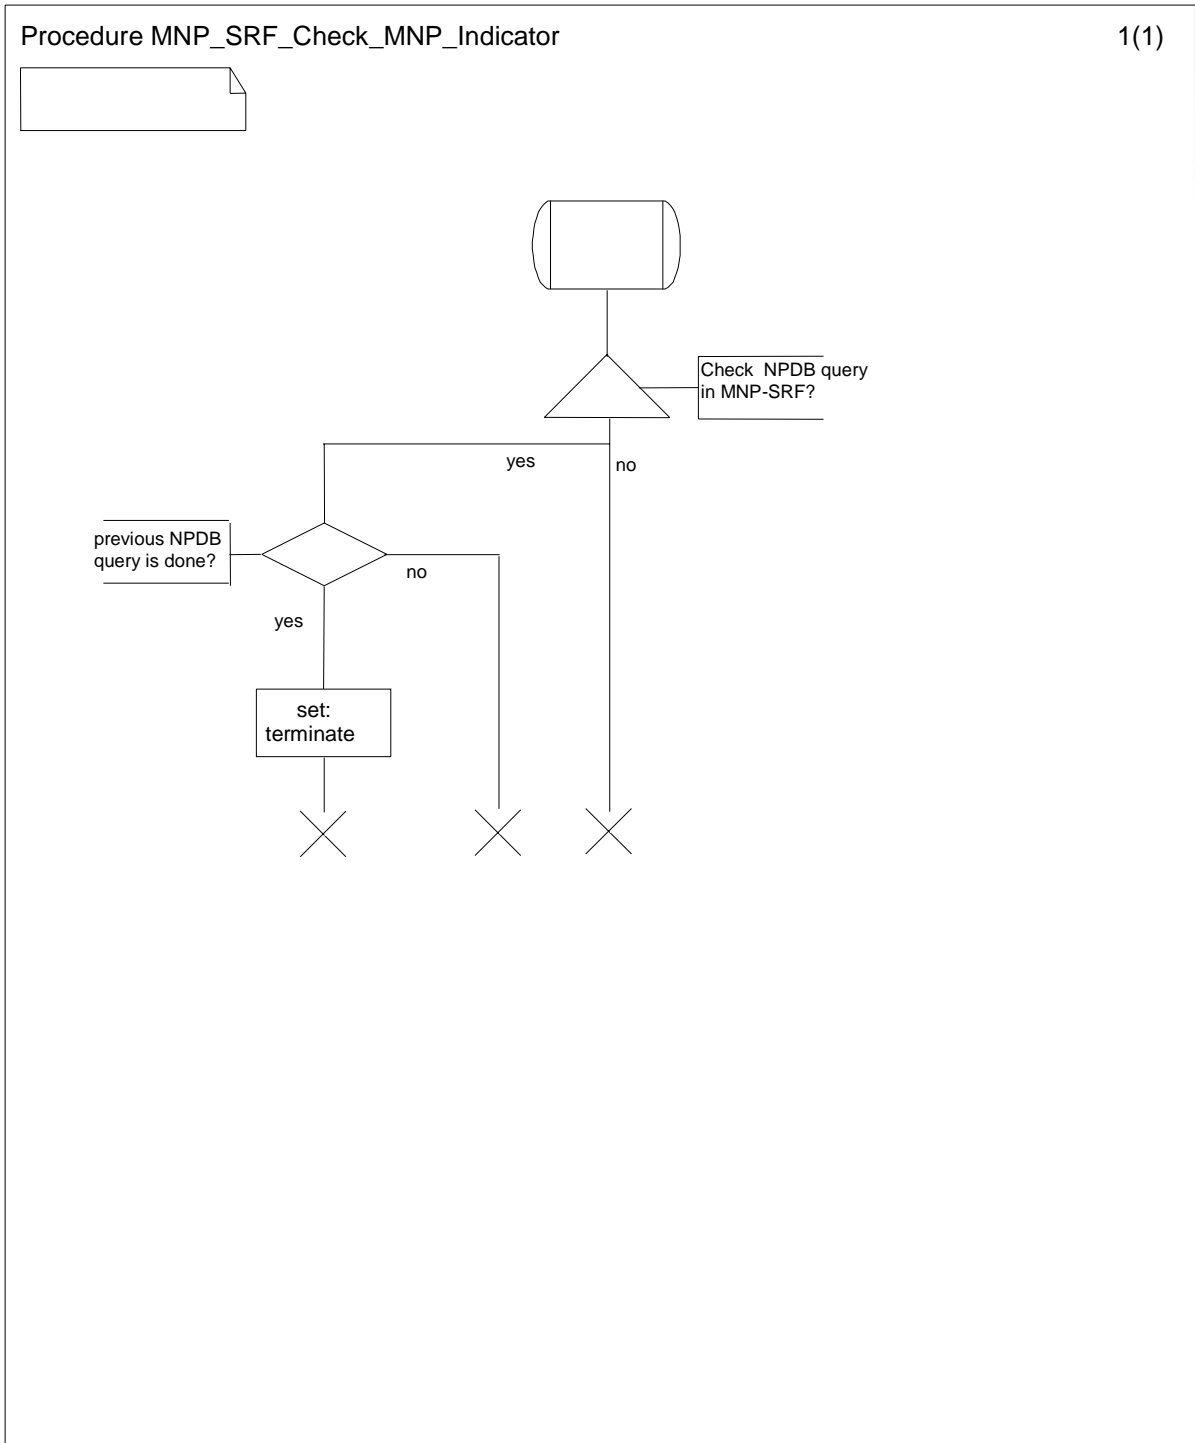 Procedure MNP_SRF_Check_MNP_Indicator 1(1)
Check  NPDB query
in MNP-SRF?
yes
no
previous NPDB
query is done?
no
yes
set:
terminate